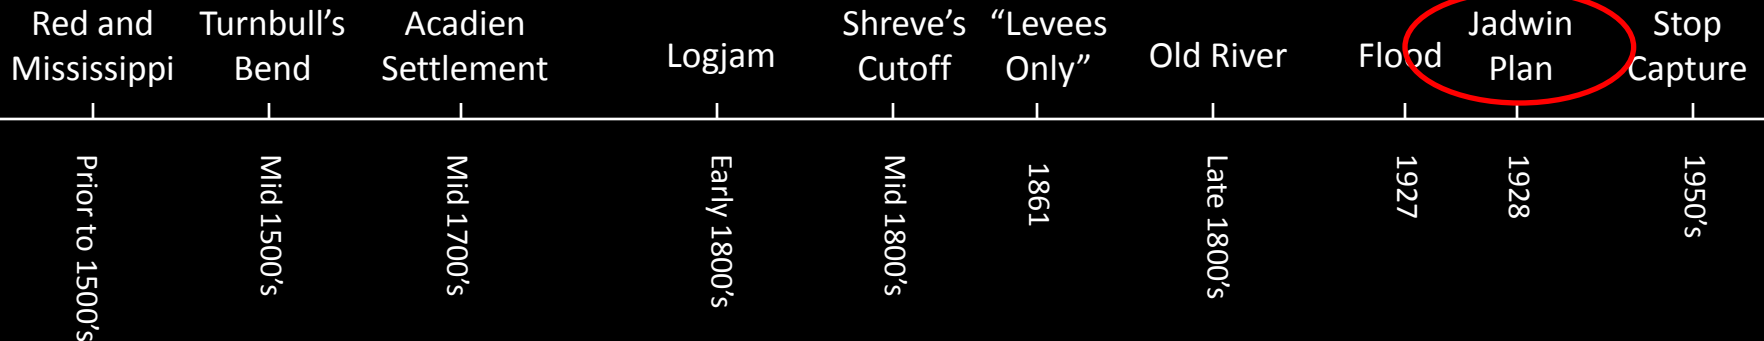 Red and
Mississippi
Turnbull’s
Bend
Acadien
Settlement
Logjam
Shreve’s
Cutoff
“Levees
Only”
Old River
Flood
Jadwin
Plan
Stop
Capture
Prior to 1500’s
Mid 1500’s
Mid 1700’s
Early 1800’s
Mid 1800’s
1861
Late 1800’s
1927
1928
1950’s